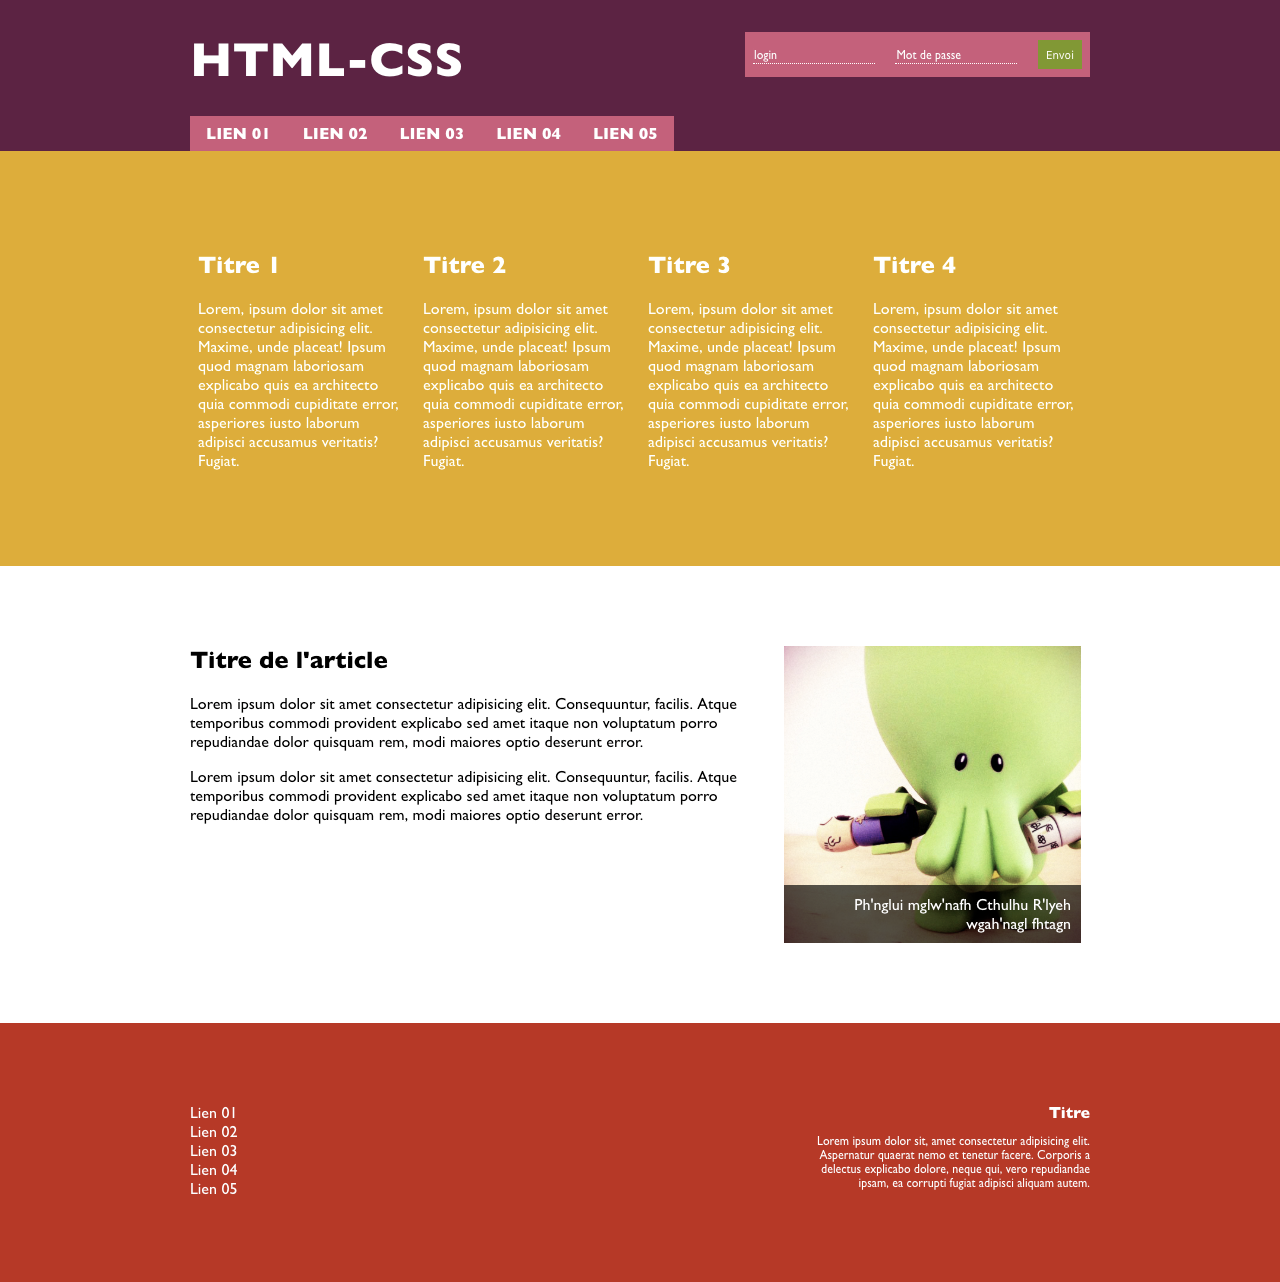 HTML-CSS
login
Mot de passe
Envoi
LIEN 01
LIEN 02
LIEN 03
LIEN 04
LIEN 05
Titre 1
Lorem, ipsum dolor sit amet
consectetur adipisicing elit.
Maxime, unde placeat! Ipsum
quod magnam laboriosam
explicabo quis ea architecto
quia commodi cupiditate error,
asperiores iusto laborum
adipisci accusamus veritatis?
Fugiat.
Titre 2
Lorem, ipsum dolor sit amet
consectetur adipisicing elit.
Maxime, unde placeat! Ipsum
quod magnam laboriosam
explicabo quis ea architecto
quia commodi cupiditate error,
asperiores iusto laborum
adipisci accusamus veritatis?
Fugiat.
Titre 3
Lorem, ipsum dolor sit amet
consectetur adipisicing elit.
Maxime, unde placeat! Ipsum
quod magnam laboriosam
explicabo quis ea architecto
quia commodi cupiditate error,
asperiores iusto laborum
adipisci accusamus veritatis?
Fugiat.
Titre 4
Lorem, ipsum dolor sit amet
consectetur adipisicing elit.
Maxime, unde placeat! Ipsum
quod magnam laboriosam
explicabo quis ea architecto
quia commodi cupiditate error,
asperiores iusto laborum
adipisci accusamus veritatis?
Fugiat.
Titre de l'article
Lorem ipsum dolor sit amet consectetur adipisicing elit. Consequuntur, facilis. Atque
temporibus commodi provident explicabo sed amet itaque non voluptatum porro
repudiandae dolor quisquam rem, modi maiores optio deserunt error.
Lorem ipsum dolor sit amet consectetur adipisicing elit. Consequuntur, facilis. Atque
temporibus commodi provident explicabo sed amet itaque non voluptatum porro
repudiandae dolor quisquam rem, modi maiores optio deserunt error.
Ph'nglui mglw'nafh Cthulhu R'lyeh
wgah'nagl fhtagn
Lien 01
Lien 02
Lien 03
Lien 04
Lien 05
Titre
Lorem ipsum dolor sit, amet consectetur adipisicing elit.
Aspernatur quaerat nemo et tenetur facere. Corporis a
delectus explicabo dolore, neque qui, vero repudiandae
ipsam, ea corrupti fugiat adipisci aliquam autem.